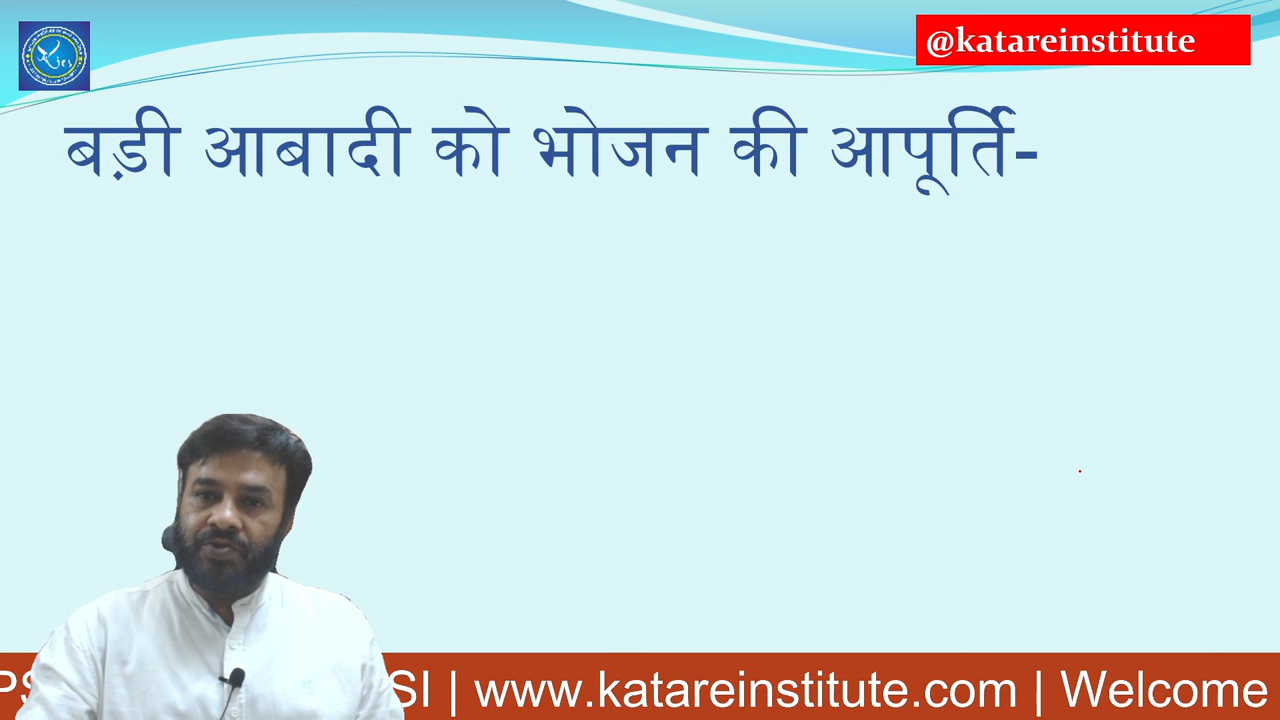 @katareinstitute
बड़ी आबादी को भोजन की आपूर्ति-
SI | www.katareinstitute.com | Welcome